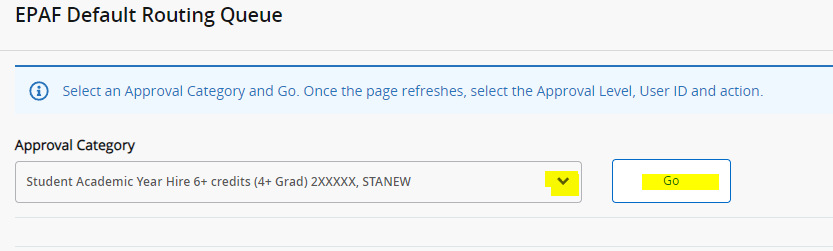 EPAF Default Routing Queue
Select an Approval Category and Go. Once the page refreshes, select the Approval Level, User ID and action.
Approval Category
Student Academic Year Hire 6+ credits (4+ Grad) 2XXXXX, STANEW
Go